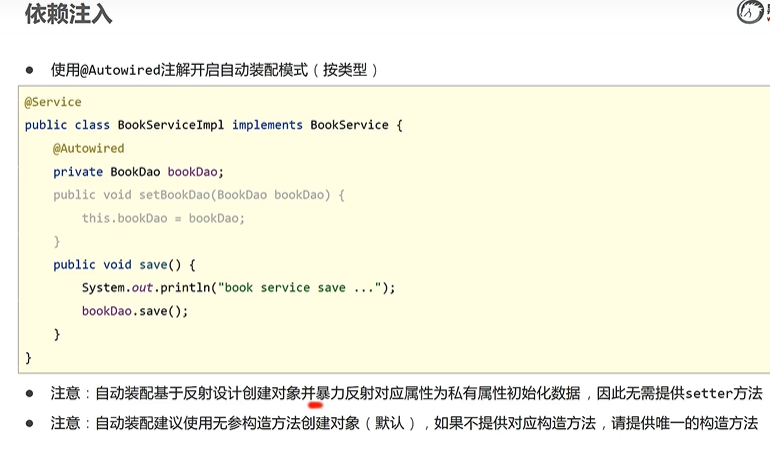 依赖注入
● 使用@Autowired注解开启自动装配模式（按类型）
@Service
public class BookServiceImpl implements BookService {
    @Autowired
    private BookDao bookDao;
    public void setBookDao(BookDao bookDao) {
        this.bookDao = bookDao;
    }
    public void save() {
        System.out.println("book service save ...");
        bookDao.save();
    }
}
● 注意：自动装配基于反射设计创建对象并暴力反射对应属性为私有属性初始化数据，因此无需提供setter方法
● 注意：自动装配建议使用无参构造方法创建对象（默认），如果不提供对应构造方法，请提供唯一的构造方法